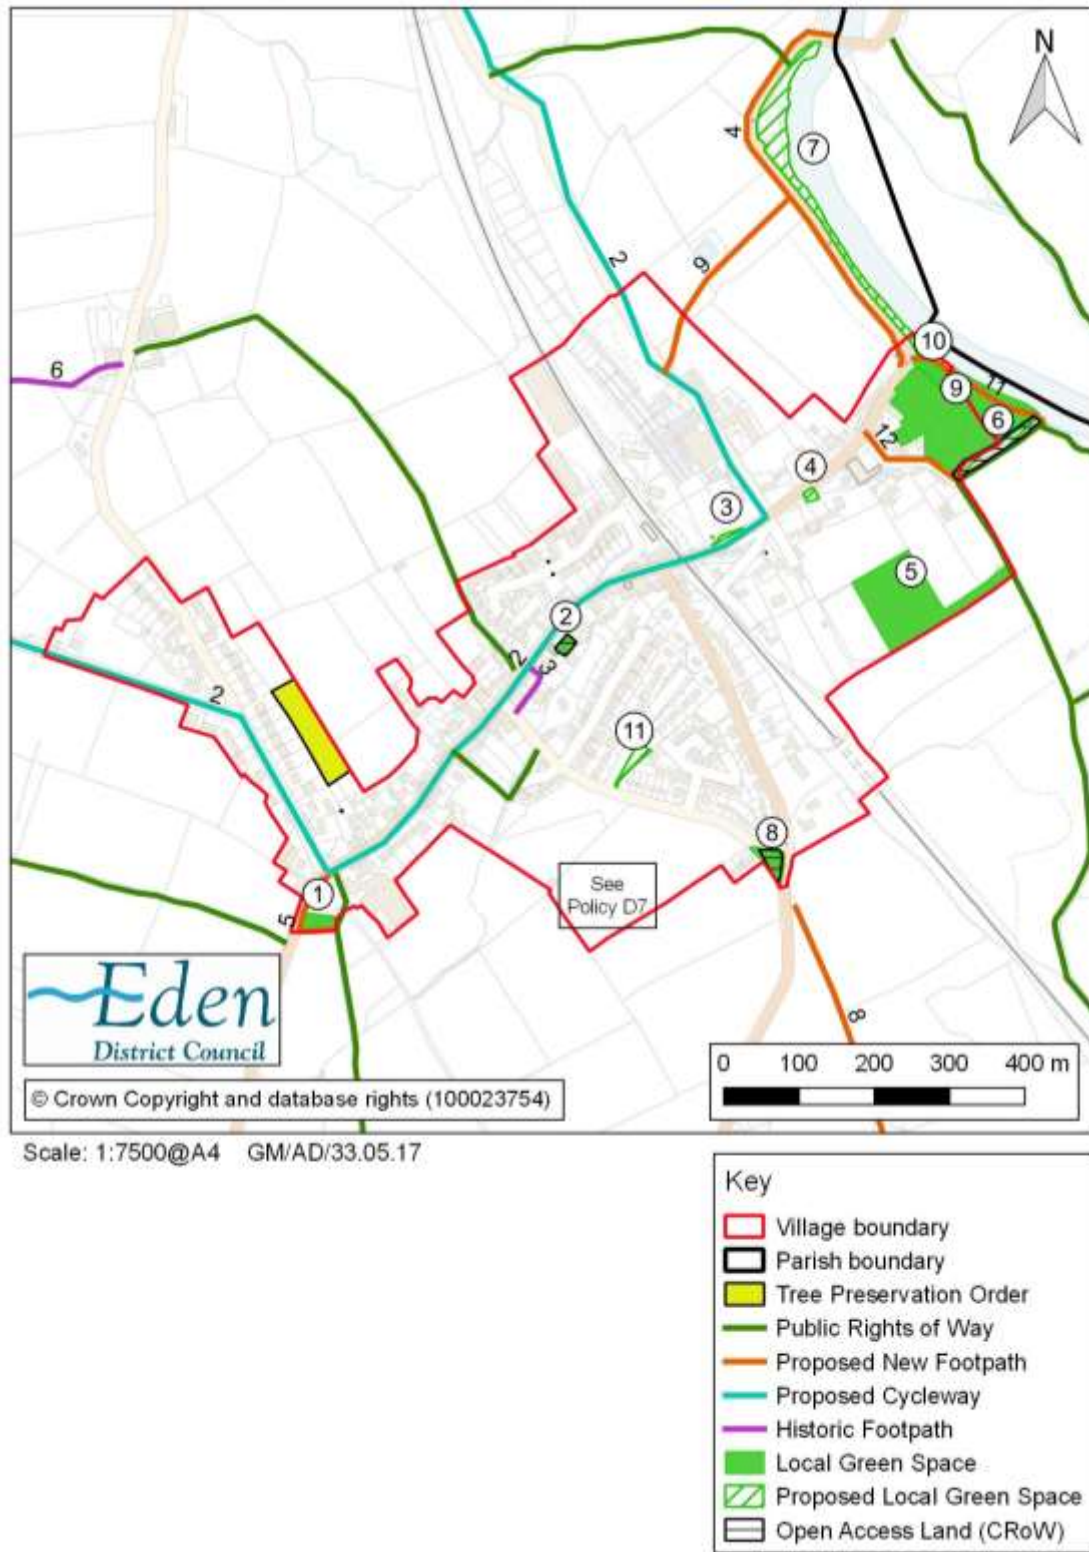 N
4
7
2
9
10
11
9
6
6
12
4
3
5
2
2
3
2
11
8
See
Policy D7
1
5
8
Eden
District Council
0 100 200 300 400 m
© Crown Copyright and database rights (100023754)
Scale: 1:7500@A4 GM/AD/33.05.17
Key
Village boundary
Parish boundary
Tree Preservation Order
Public Rights of Way
Proposed New Footpath
Proposed Cycleway
Historic Footpath
Local Green Space
Proposed Local Green Space
Open Access Land (CRoW)